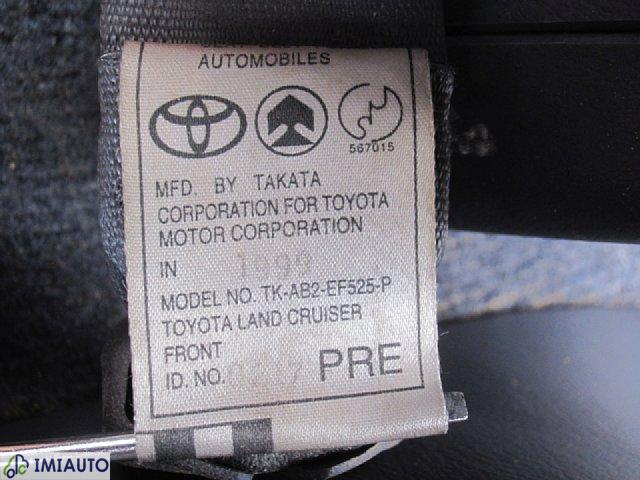 AUTOMOBILES
567015
MFD. BY TAKATA
CORPORATION FOR TOYOTA
MOTOR CORPORATION
IN 1999
MODEL NO. TK-AB2-EF525-P
TOYOTA LAND CRUISER
FRONT
ID. NO.
PRE
IMIAUTO